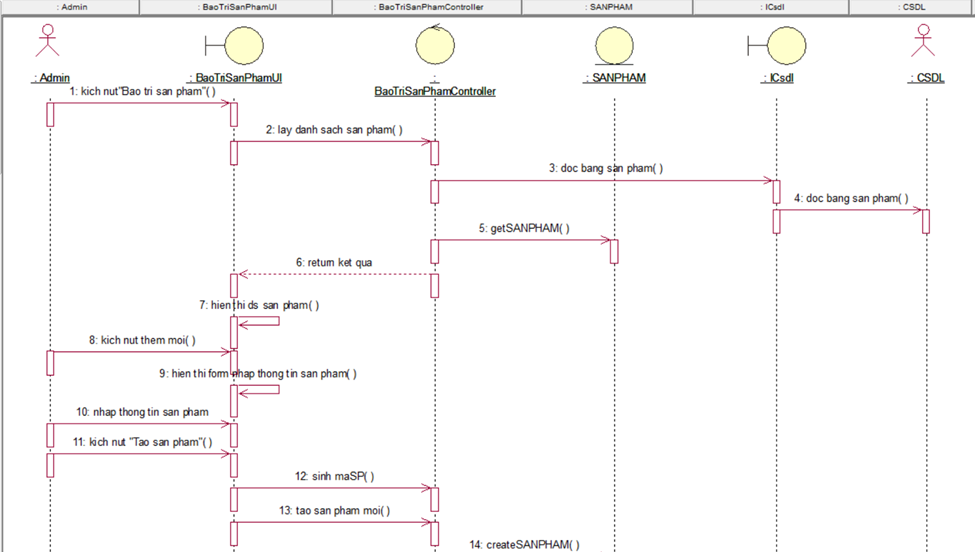 : Admin
: BaoTriSanPhamUI
: BaoTriSanPhamController
: SANPHAM
: ICsdl
: CSDL
: Admin
: BaoTriSanPhamUI
:
BaoTriSanPhamController
: SANPHAM
: ICsdl
: CSDL
1: kich nut"Bao tri san pham"( )
2: lay danh sach san pham( )
3: doc bang san pham( )
4: doc bang san pham( )
5: getSANPHAM( )
6: return ket qua
7: hien thi ds san pham( )
8: kich nut them moi( )
9: hien thi form nhap thong tin san pham( )
10: nhap thong tin san pham
11: kich nut "Tao san pham"( )
12: sinh maSP( )
13: tao san pham moi( )
14: createSANPHAM( )